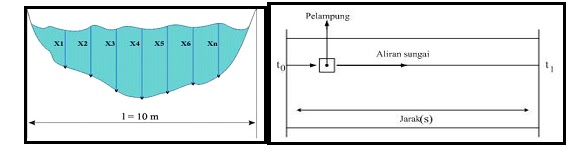 X1 X2 X3 X4 X5 X6 Xn
l = 10 m
Pelampung
Aliran sungai
t0 t1
Jarak(s)